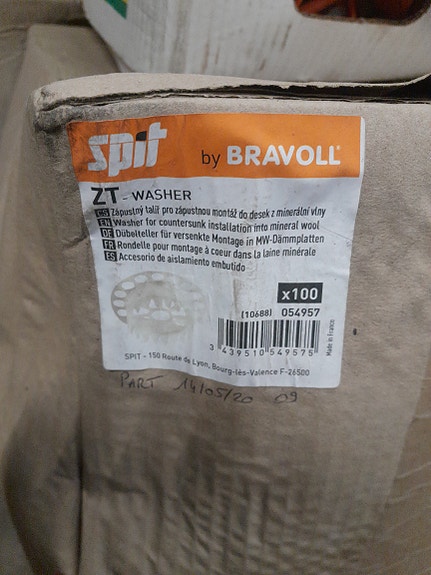 spit by BRAVOLL®
ZT - WASHER
CS Zápustný talíř pro zápustnou montáž do desek z minerální vlny
EN Washer for countersunk installation into mineral wool
DE Dübelteller für versenkte Montage in MW-Dämmplatten
FR Rondelle pour montage à coeur dans la laine minérale
ES Accesorio de aislamiento embutido
x100
(10688) 054957
3 439510 549575
Made in France
SPIT - 150 Route de Lyon, Bourg-lès-Valence F-26500
PART 14/05/20 09